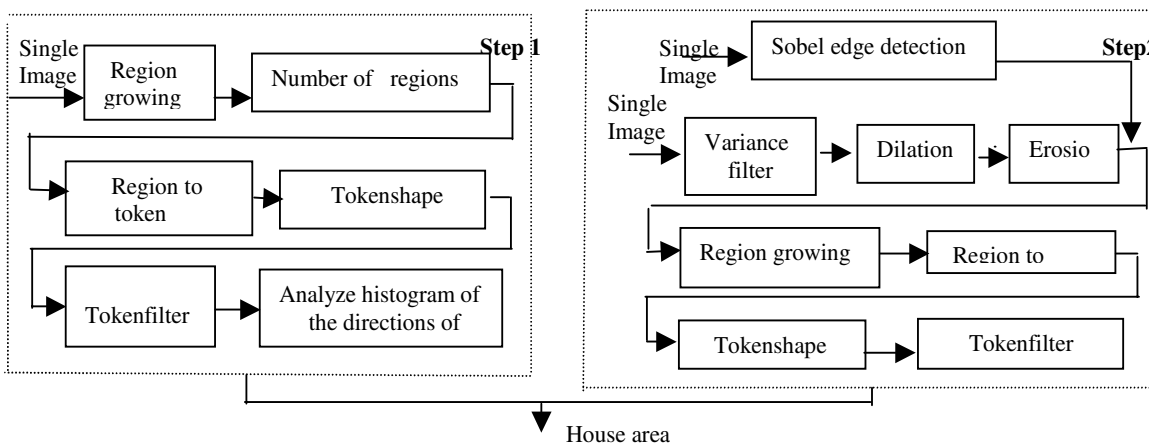 Step 1
Single
Image
Region
growing
Number of regions
Region to
token
Tokenshape
Tokenfilter
Analyze histogram of
the directions of
Step2
Single
Image
Sobel edge detection
Single
Image
Variance
filter
Dilation
Erosio
Region growing
Region to
Tokenshape
Tokenfilter
House area